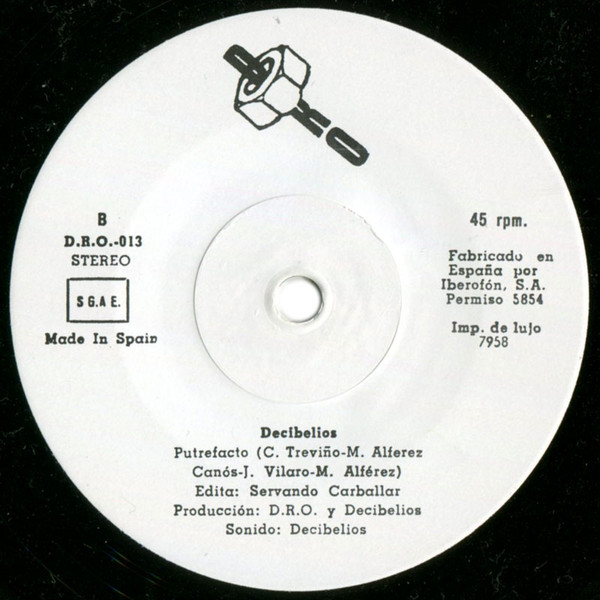 DRO
B
D.R.O.-013
STEREO
S G.A E.
Made In Spain
45 rpm.
Fabricado en
España por
Iberofón, S.A.
Permiso 5854
Imp. de lujo
7958
Decibelios
Putrefacto (C. Treviño-M. Alferez
Canós-J. Vilaro-M. Alférez)
Edita: Servando Carballar
Producción: D.R.O. y Decibelios
Sonido: Decibelios